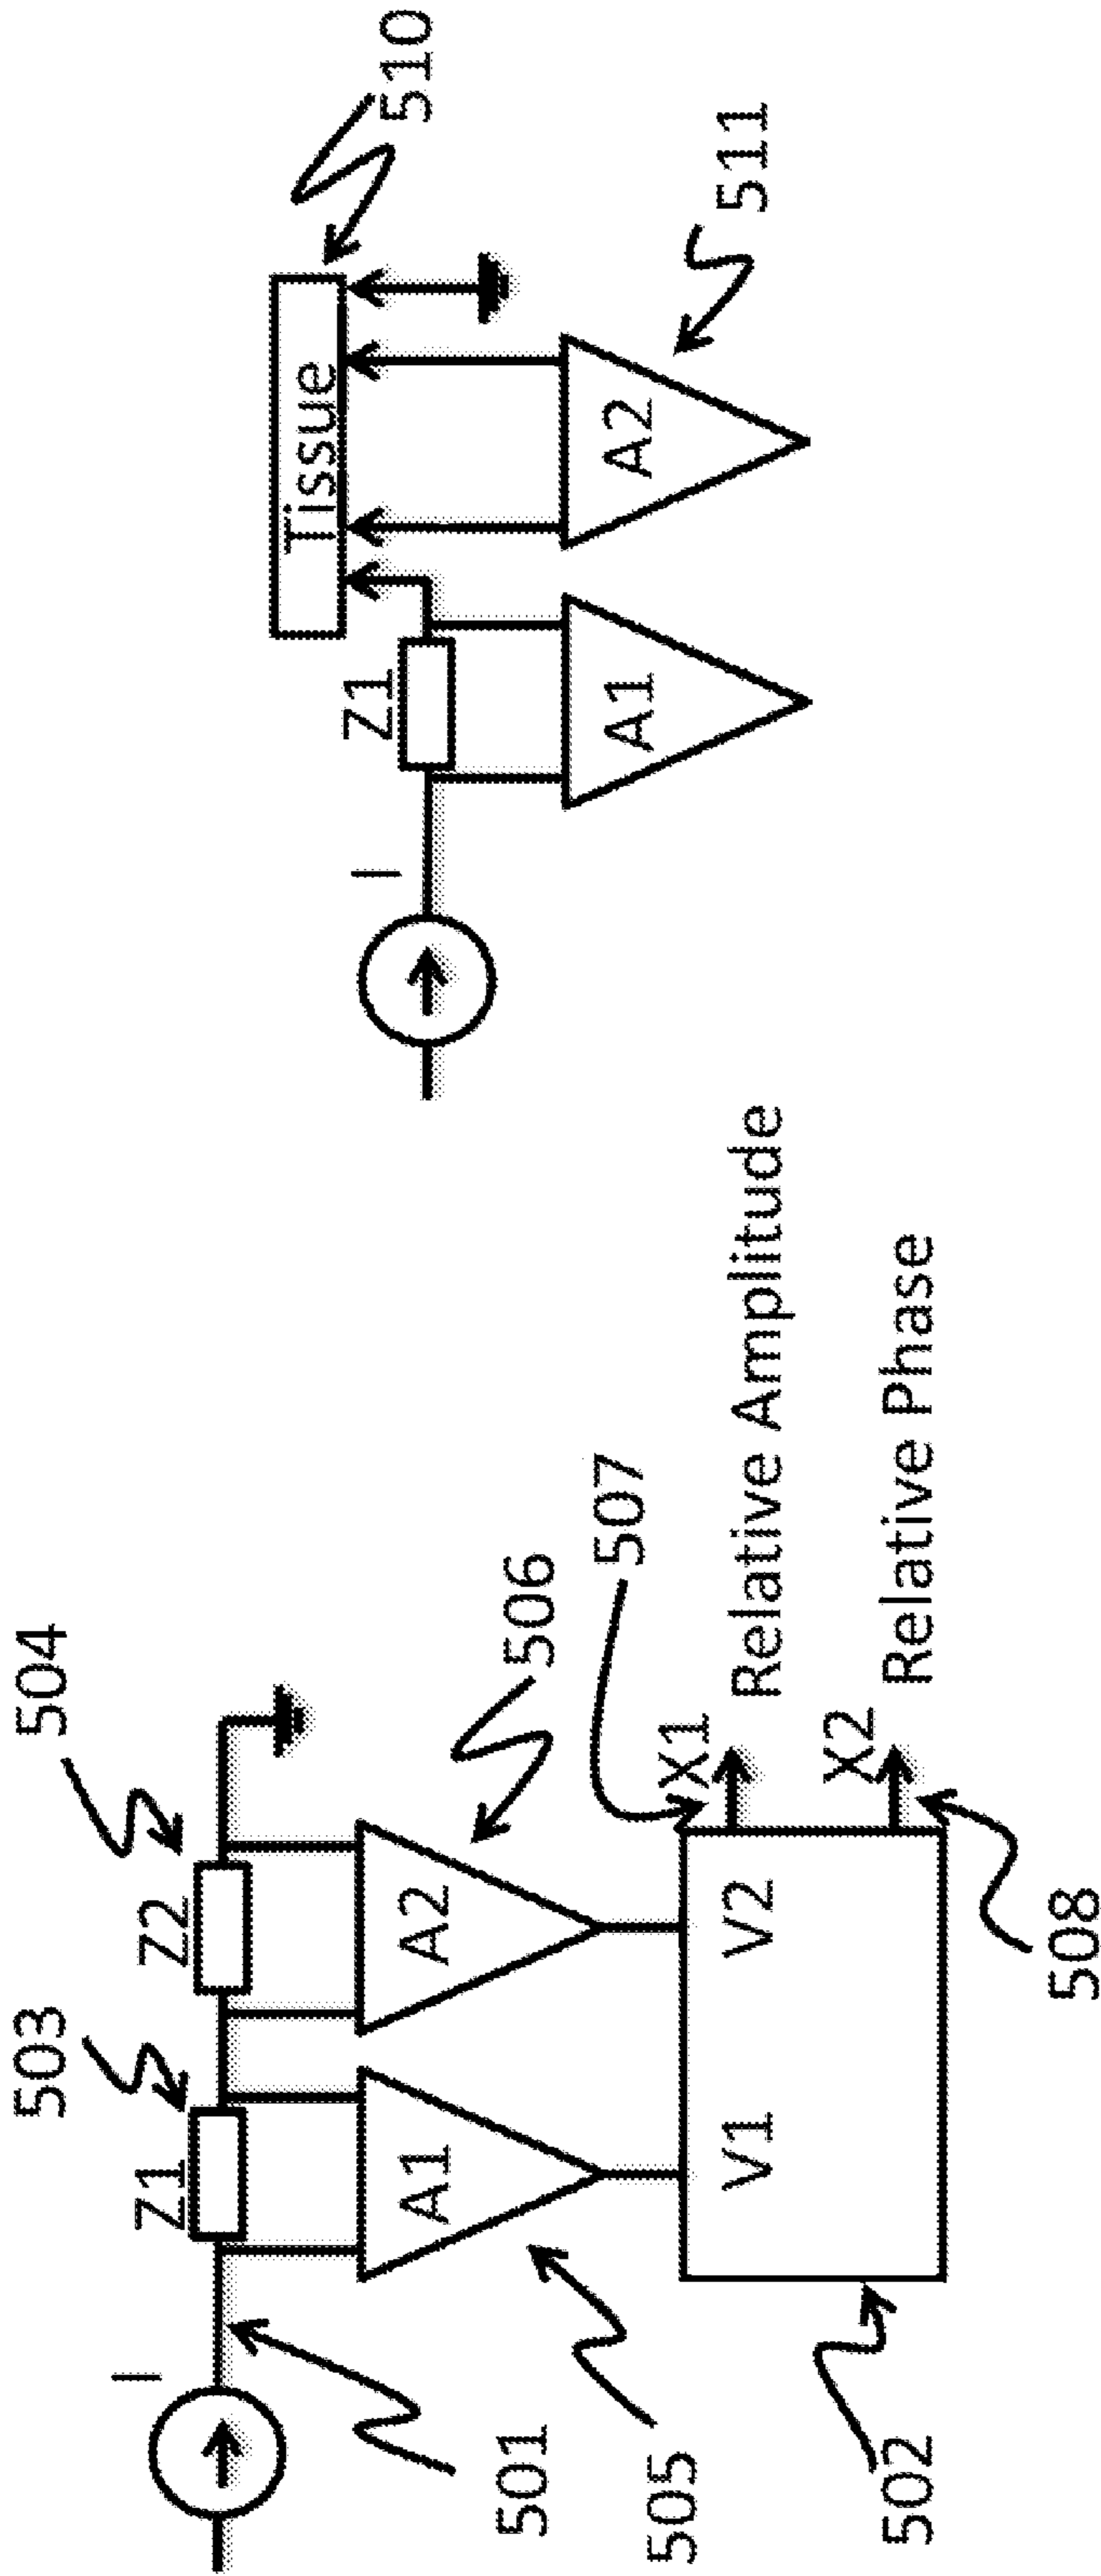 503
504
Z1
Z2
I
501
A1
A2
506
505
507
V1
V2
X1
Relative Amplitude
X2
Relative Phase
502
508
510
Tissue
Z1
I
A1
A2
511